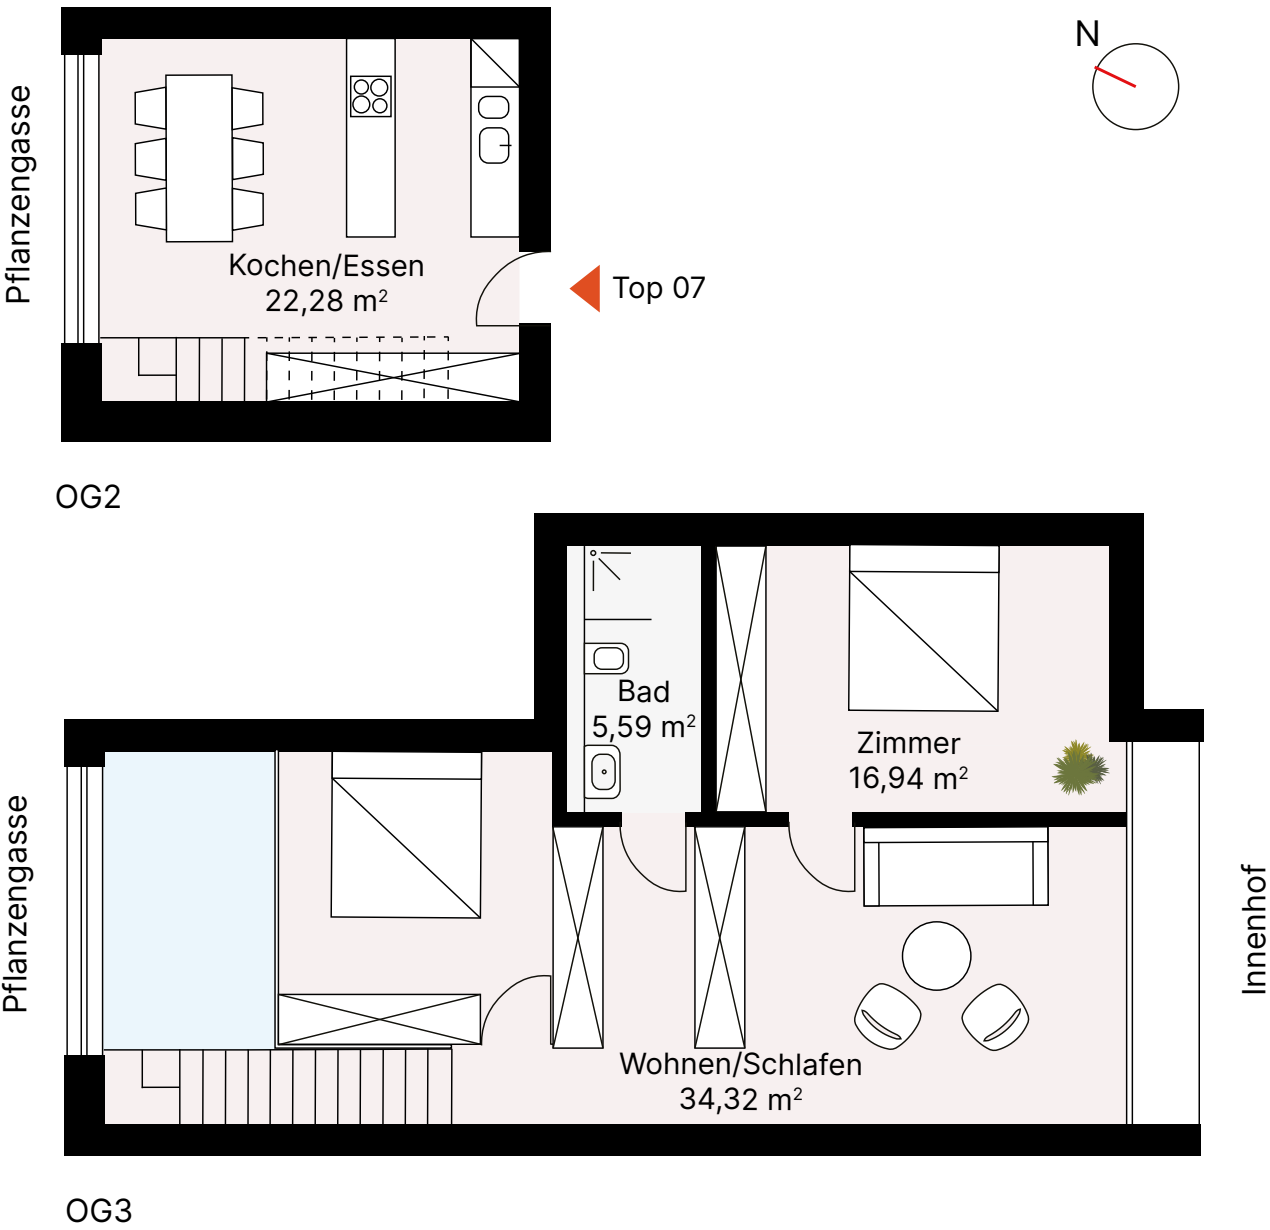 N
Pflanzengasse
Kochen/Essen
22,28 m²
Top 07
OG2
Bad
5,59 m²
Zimmer
16,94 m²
Pflanzengasse
Innenhof
Wohnen/Schlafen
34,32 m²
OG3